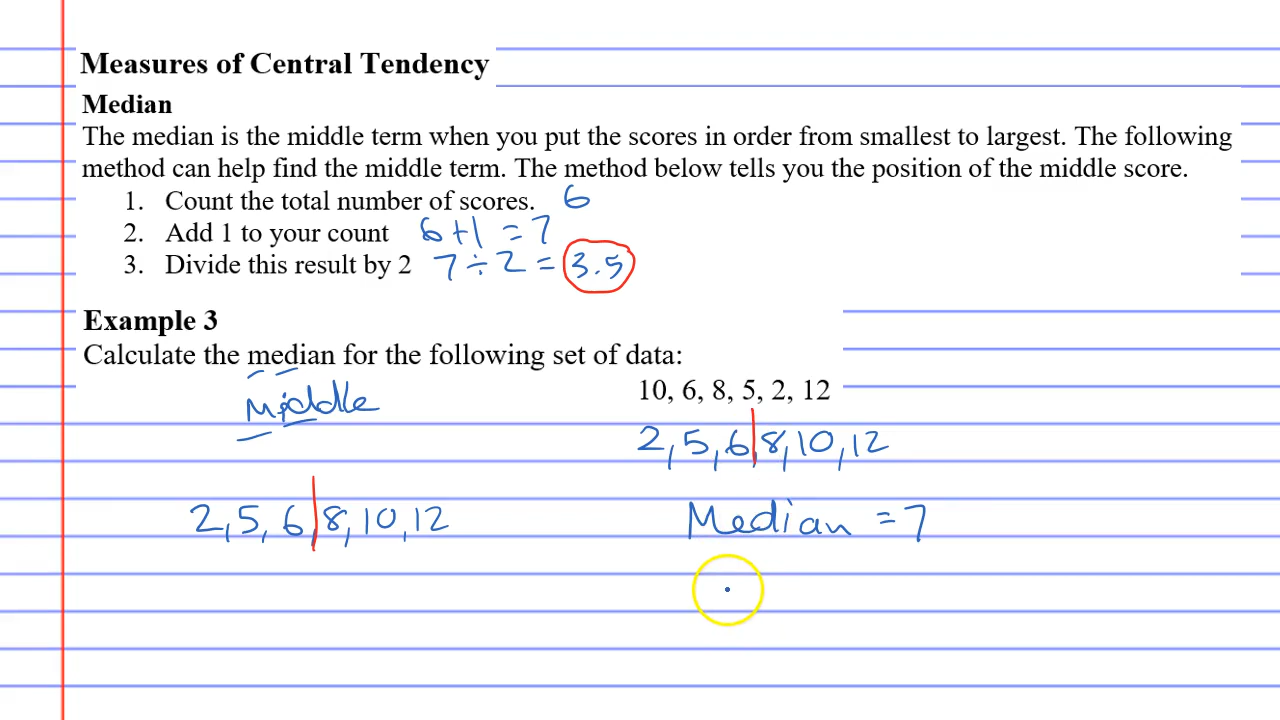 Measures of Central Tendency
Median
The median is the middle term when you put the scores in order from smallest to largest. The following
method can help find the middle term. The method below tells you the position of the middle score.
1. Count the total number of scores. 6
2. Add 1 to your count 6+1 = 7
3. Divide this result by 2 7 ÷ 2 = 3.5
Example 3
Calculate the median for the following set of data:
Middle
10, 6, 8, 5, 2, 12
2, 5, 6, 8, 10, 12
2, 5, 6, 8, 10, 12
Median = 7